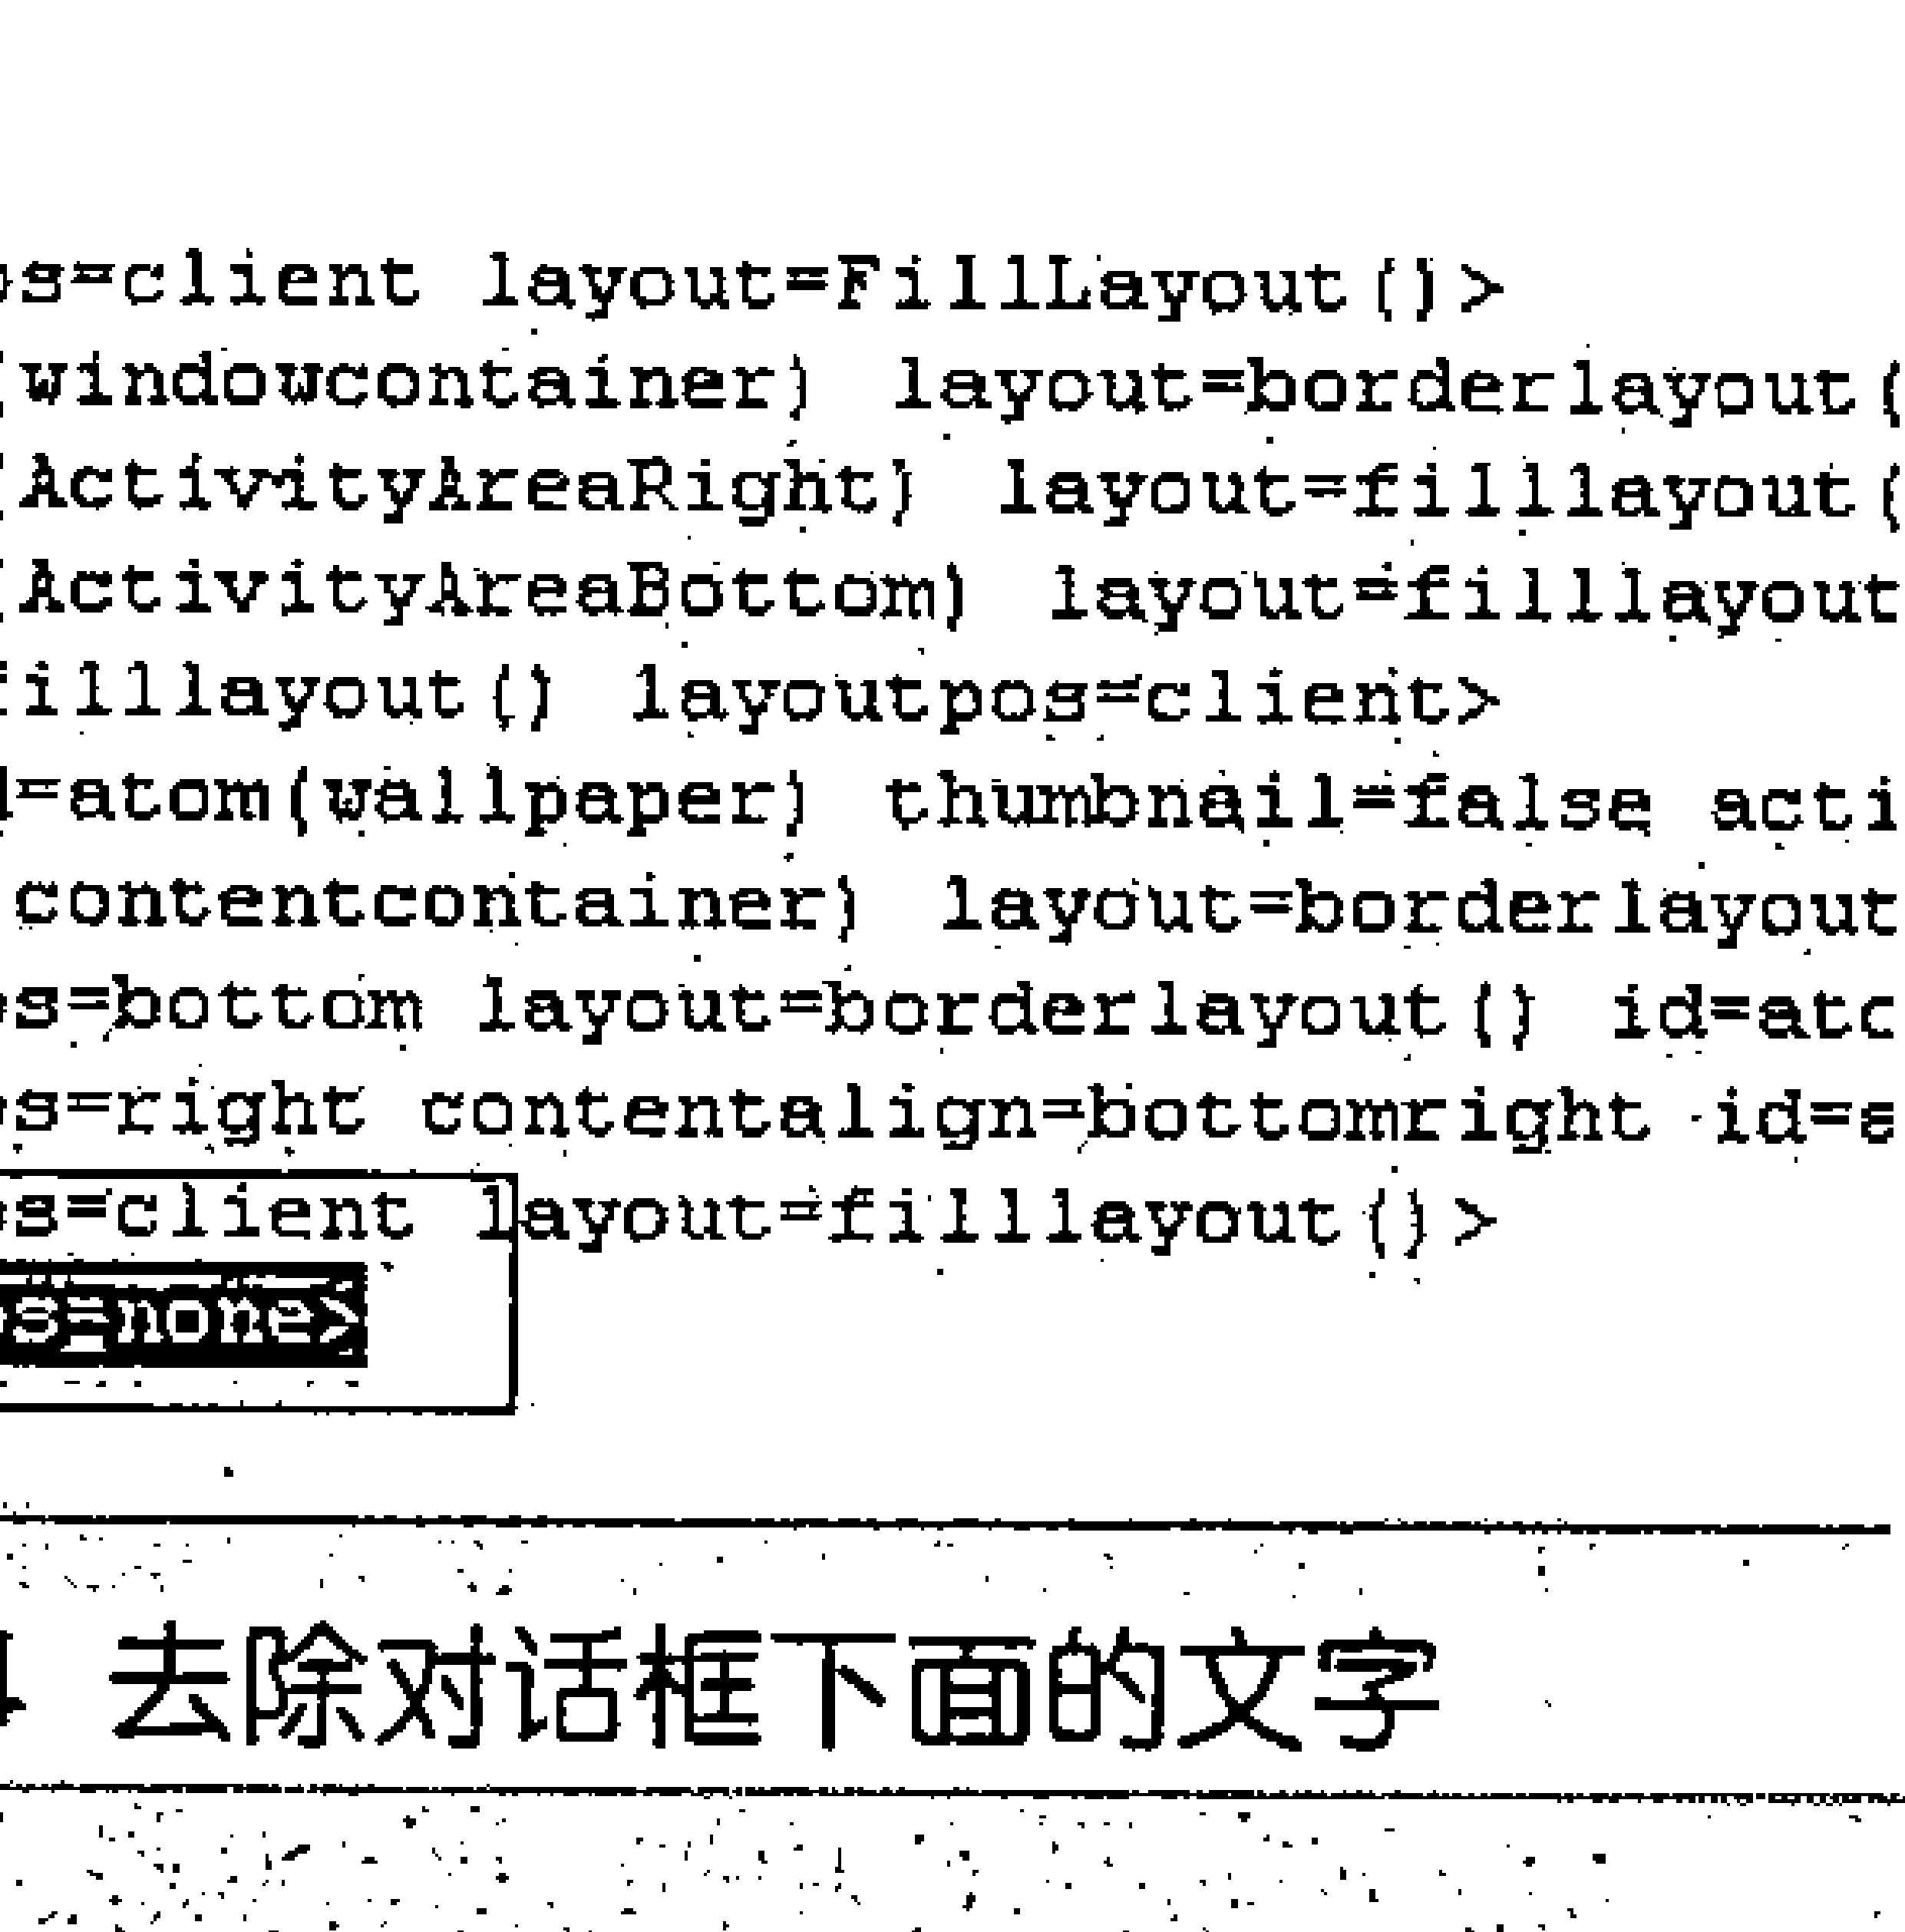 s=client layout=FillLayout()>
(windowcontainer) layout=borderlayout(
(ActivityAreaRight) layout=filllayout(
(ActivityAreaBottom) layout=filllayout
filllayout() layoutpos=client>
=atom(wallpaper) thumbnail=false acti
contentcontainer) layout=borderlayout
s=bottom layout=borderlayout() id=ato
s=right contentalign=bottomright id=a
s=client layout=filllayout()>
s=none>
去除对话框下面的文字